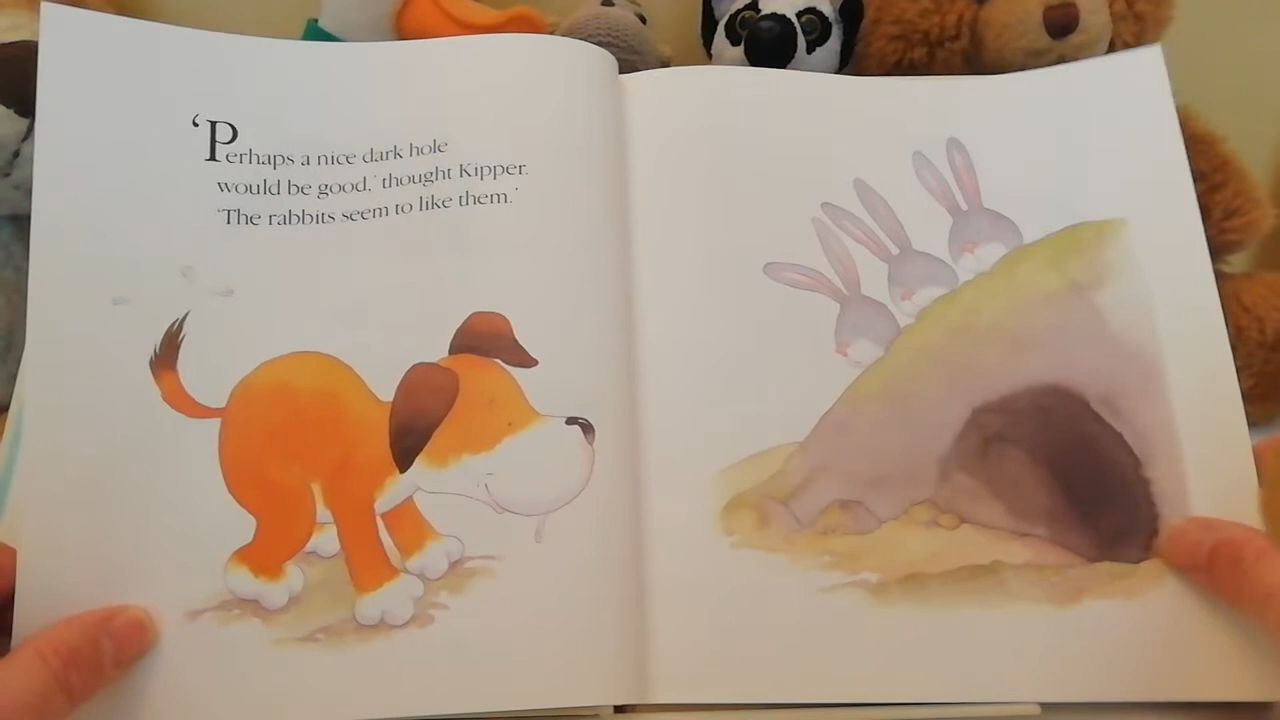 ‘Perhaps a nice dark hole
would be good,’ thought Kipper.
‘The rabbits seem to like them.’